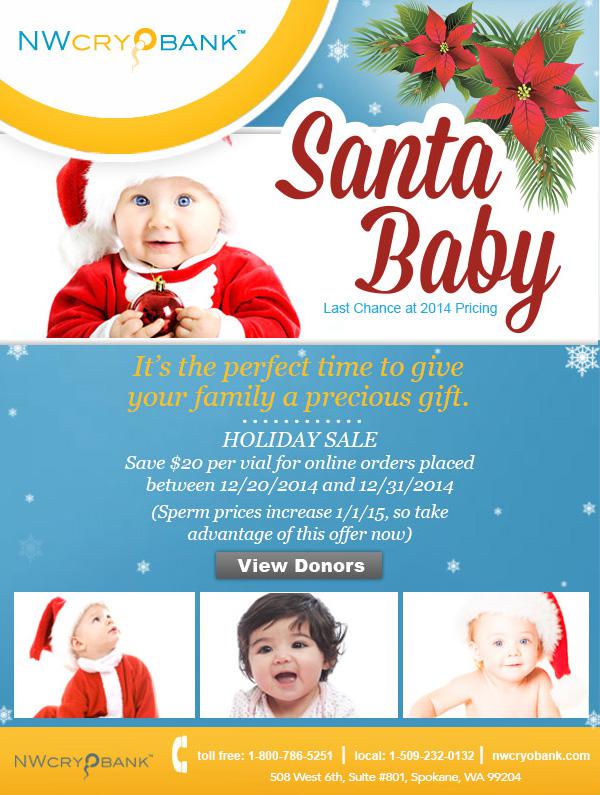 NWCRYOBANK™
Santa
Baby
Last Chance at 2014 Pricing
It's the perfect time to give
your family a precious gift.
HOLIDAY SALE
Save $20 per vial for online orders placed
between 12/20/2014 and 12/31/2014
(Sperm prices increase 1/1/15, so take
advantage of this offer now)
View Donors
NWCRYOBANK™
toll free: 1-800-786-5251 | local: 1-509-232-0132 | nwcryobank.com
508 West 6th, Suite #801, Spokane, WA 99204